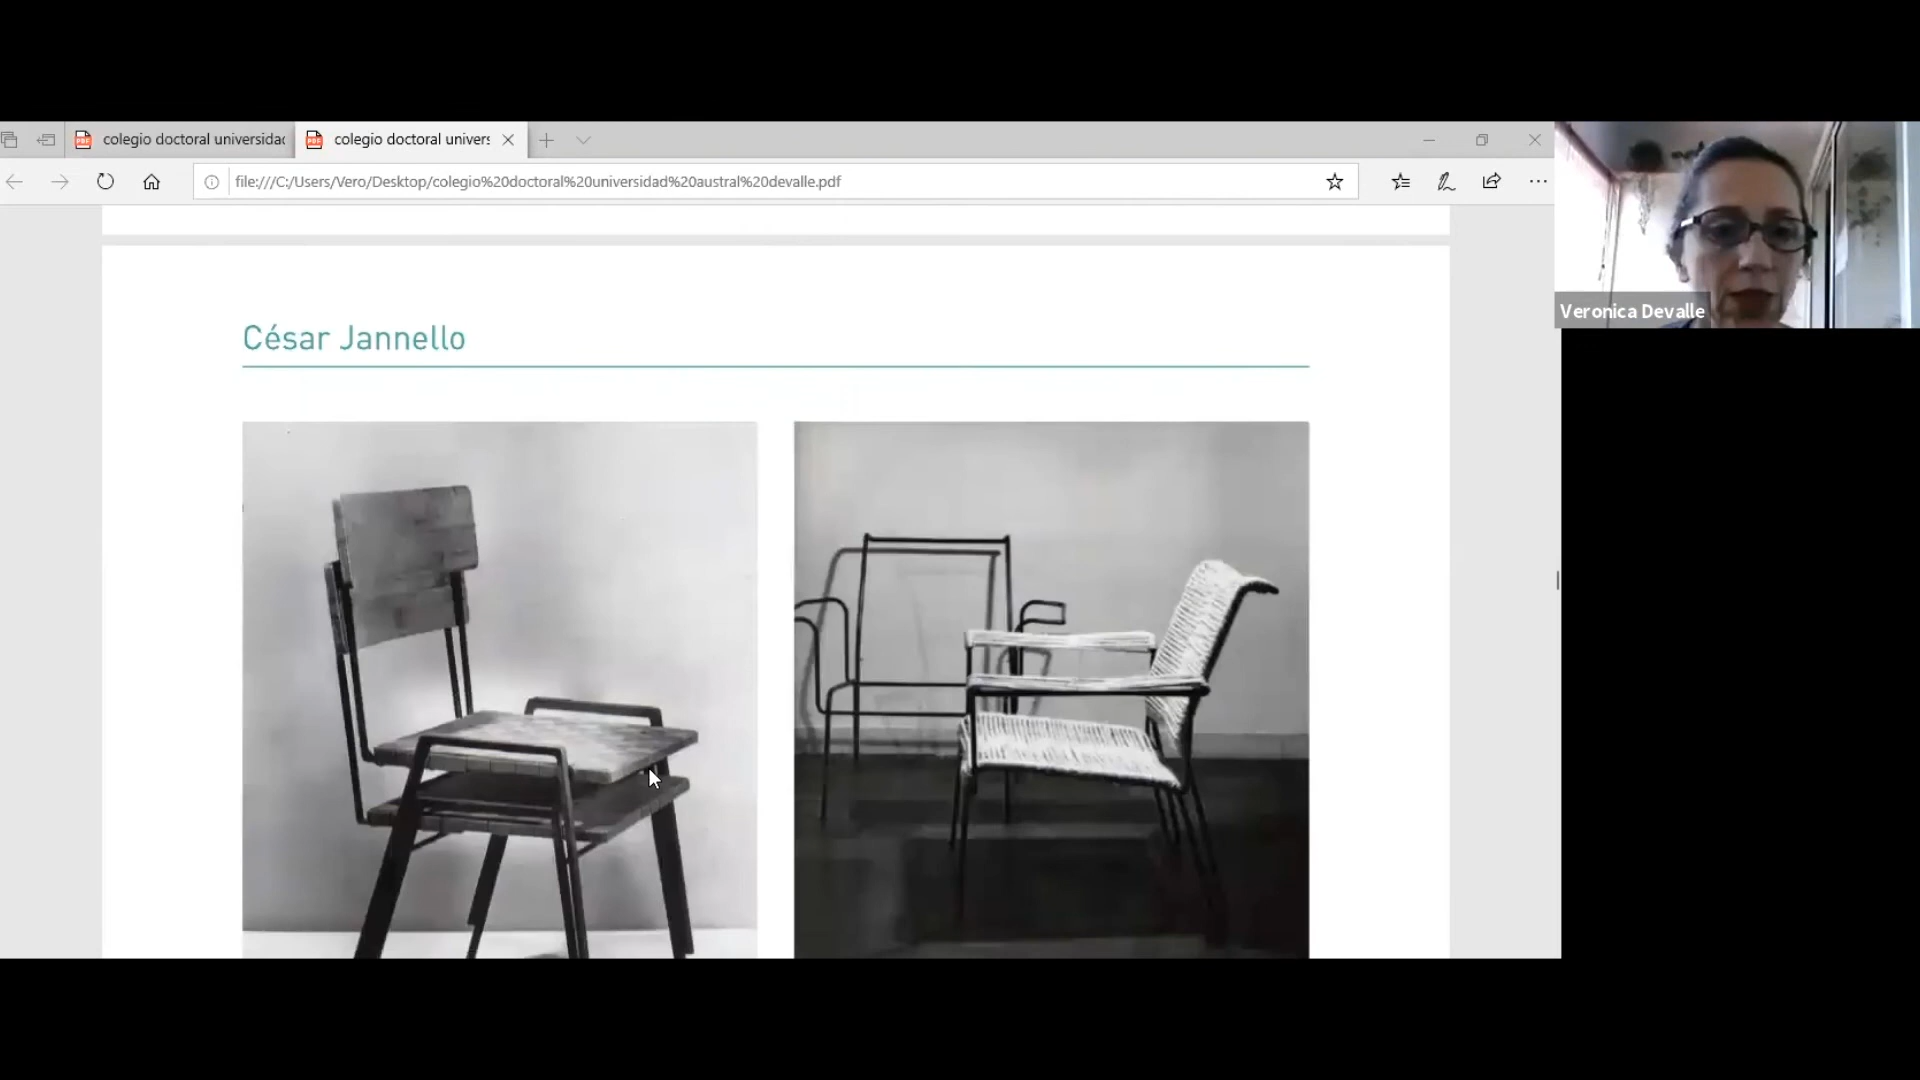 colegio doctoral universidad
colegio doctoral univers
file:///C:/Users/Vero/Desktop/colegio%20doctoral%20universidad%20austral%20devalle.pdf
Veronica Devalle
César Jannello